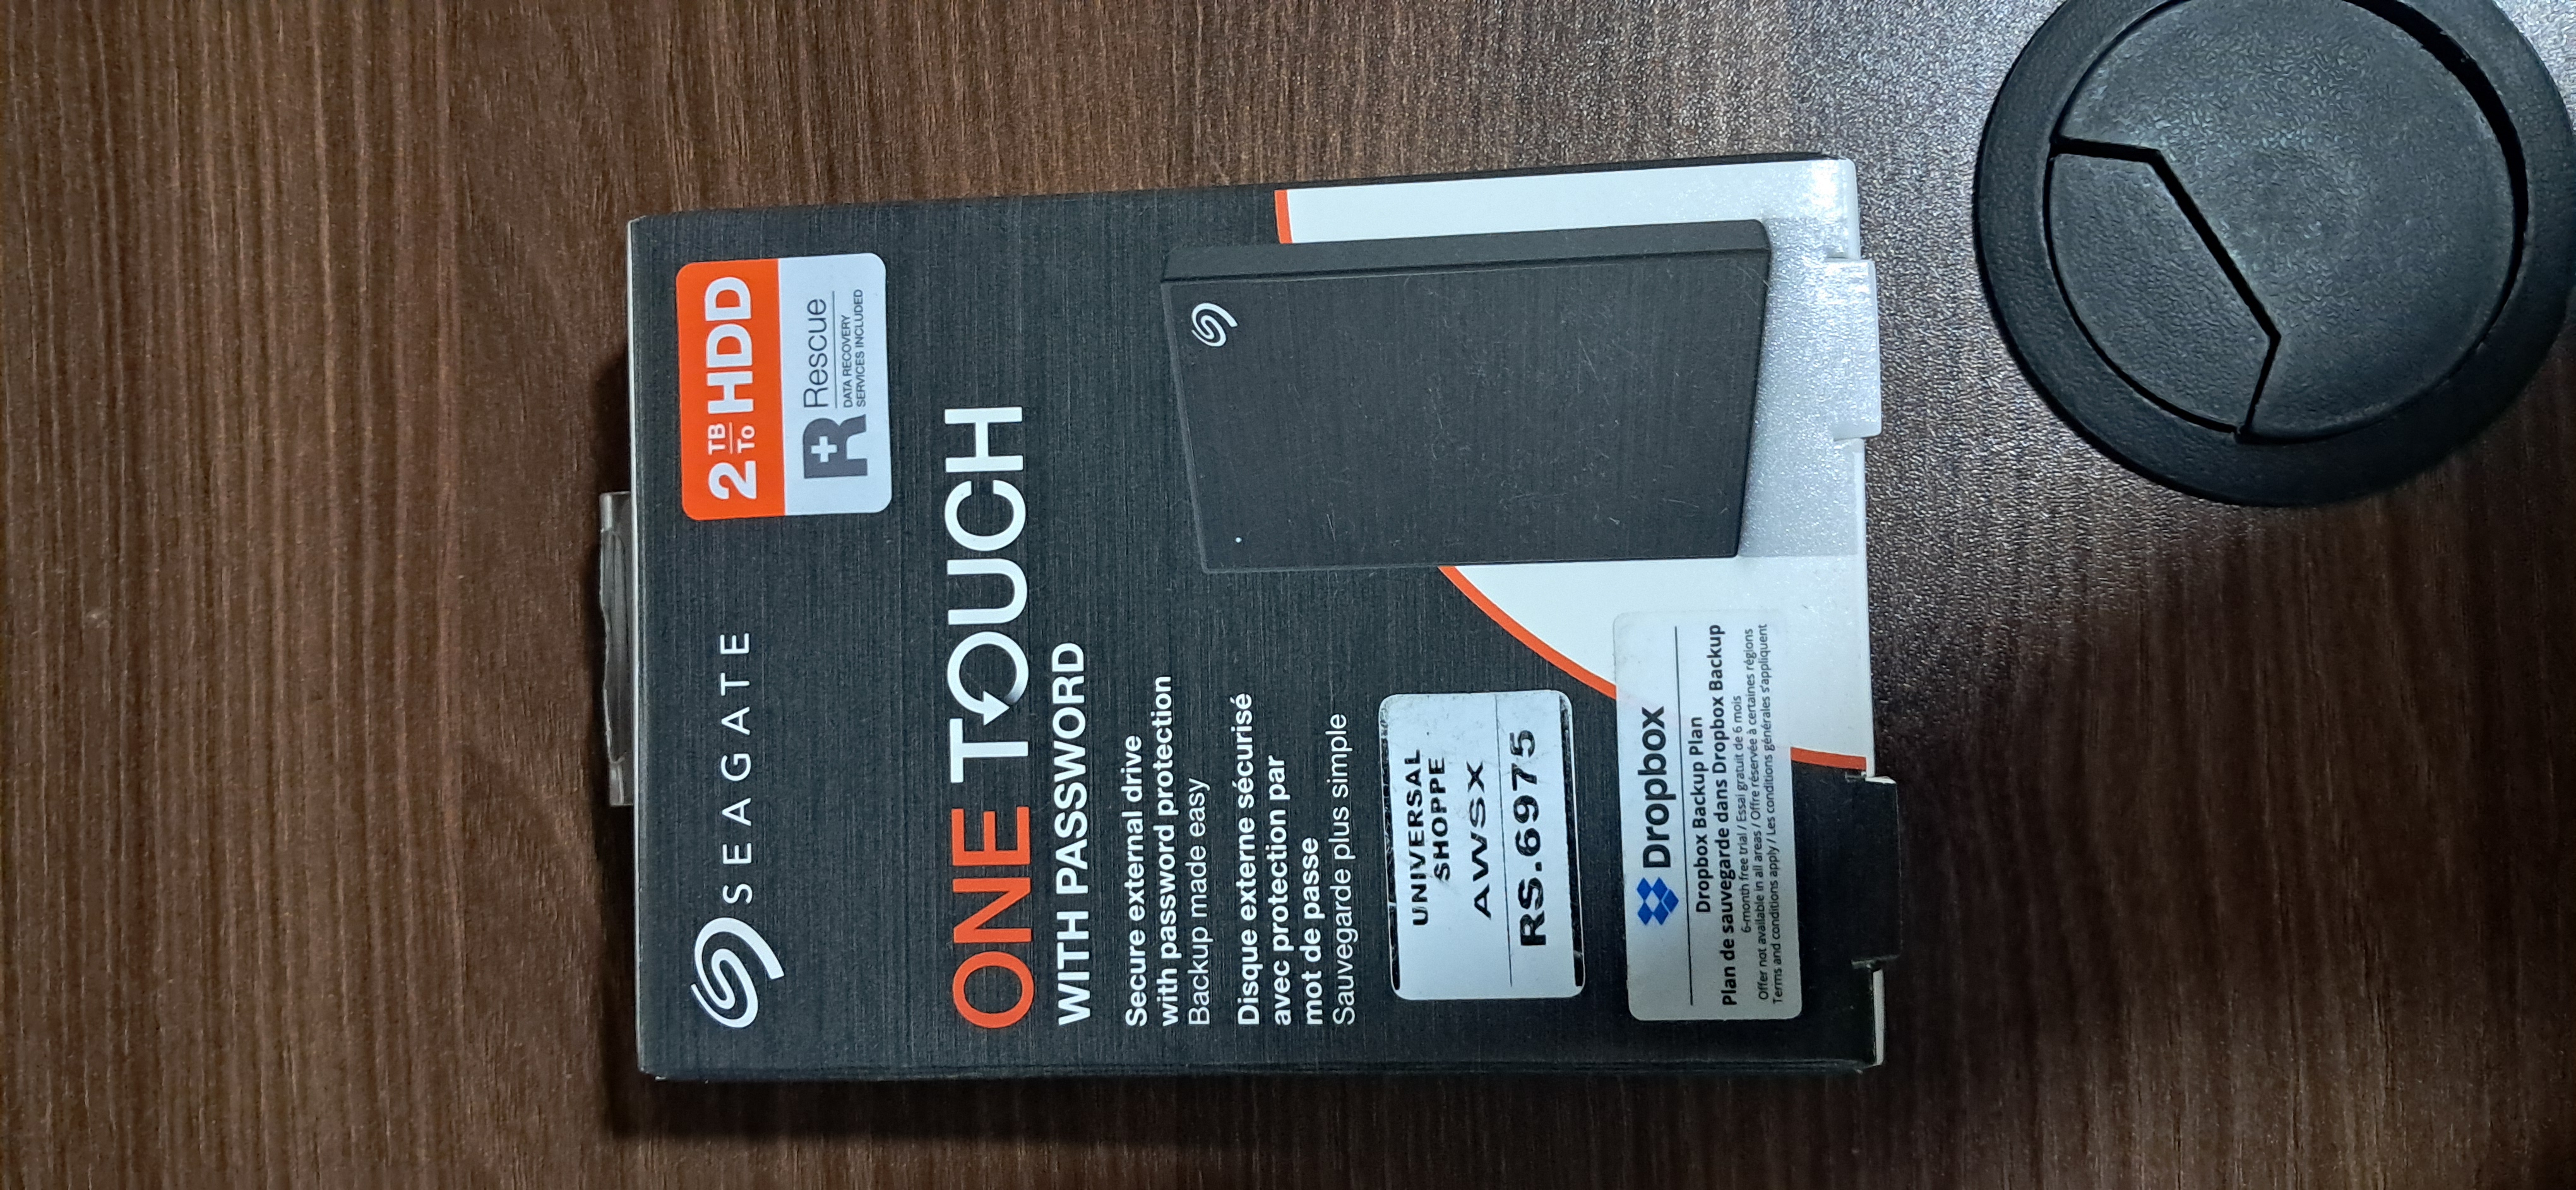 SEAGATE
2 TB To HDD
Rescue
DATA RECOVERY
SERVICES INCLUDED
ONE TOUCH
WITH PASSWORD
Secure external drive
with password protection
Backup made easy
Disque externe sécurisé
avec protection par
mot de passe
Sauvegarde plus simple
UNIVERSAL
SHOPPE
AWSX
RS.6975
Dropbox
Dropbox Backup Plan
Plan de sauvegarde dans Dropbox Backup
6-month free trial / Essai gratuit de 6 mois
Offer not available in all areas / Offre réservée à certaines régions
Terms and conditions apply / Les conditions générales s'appliquent